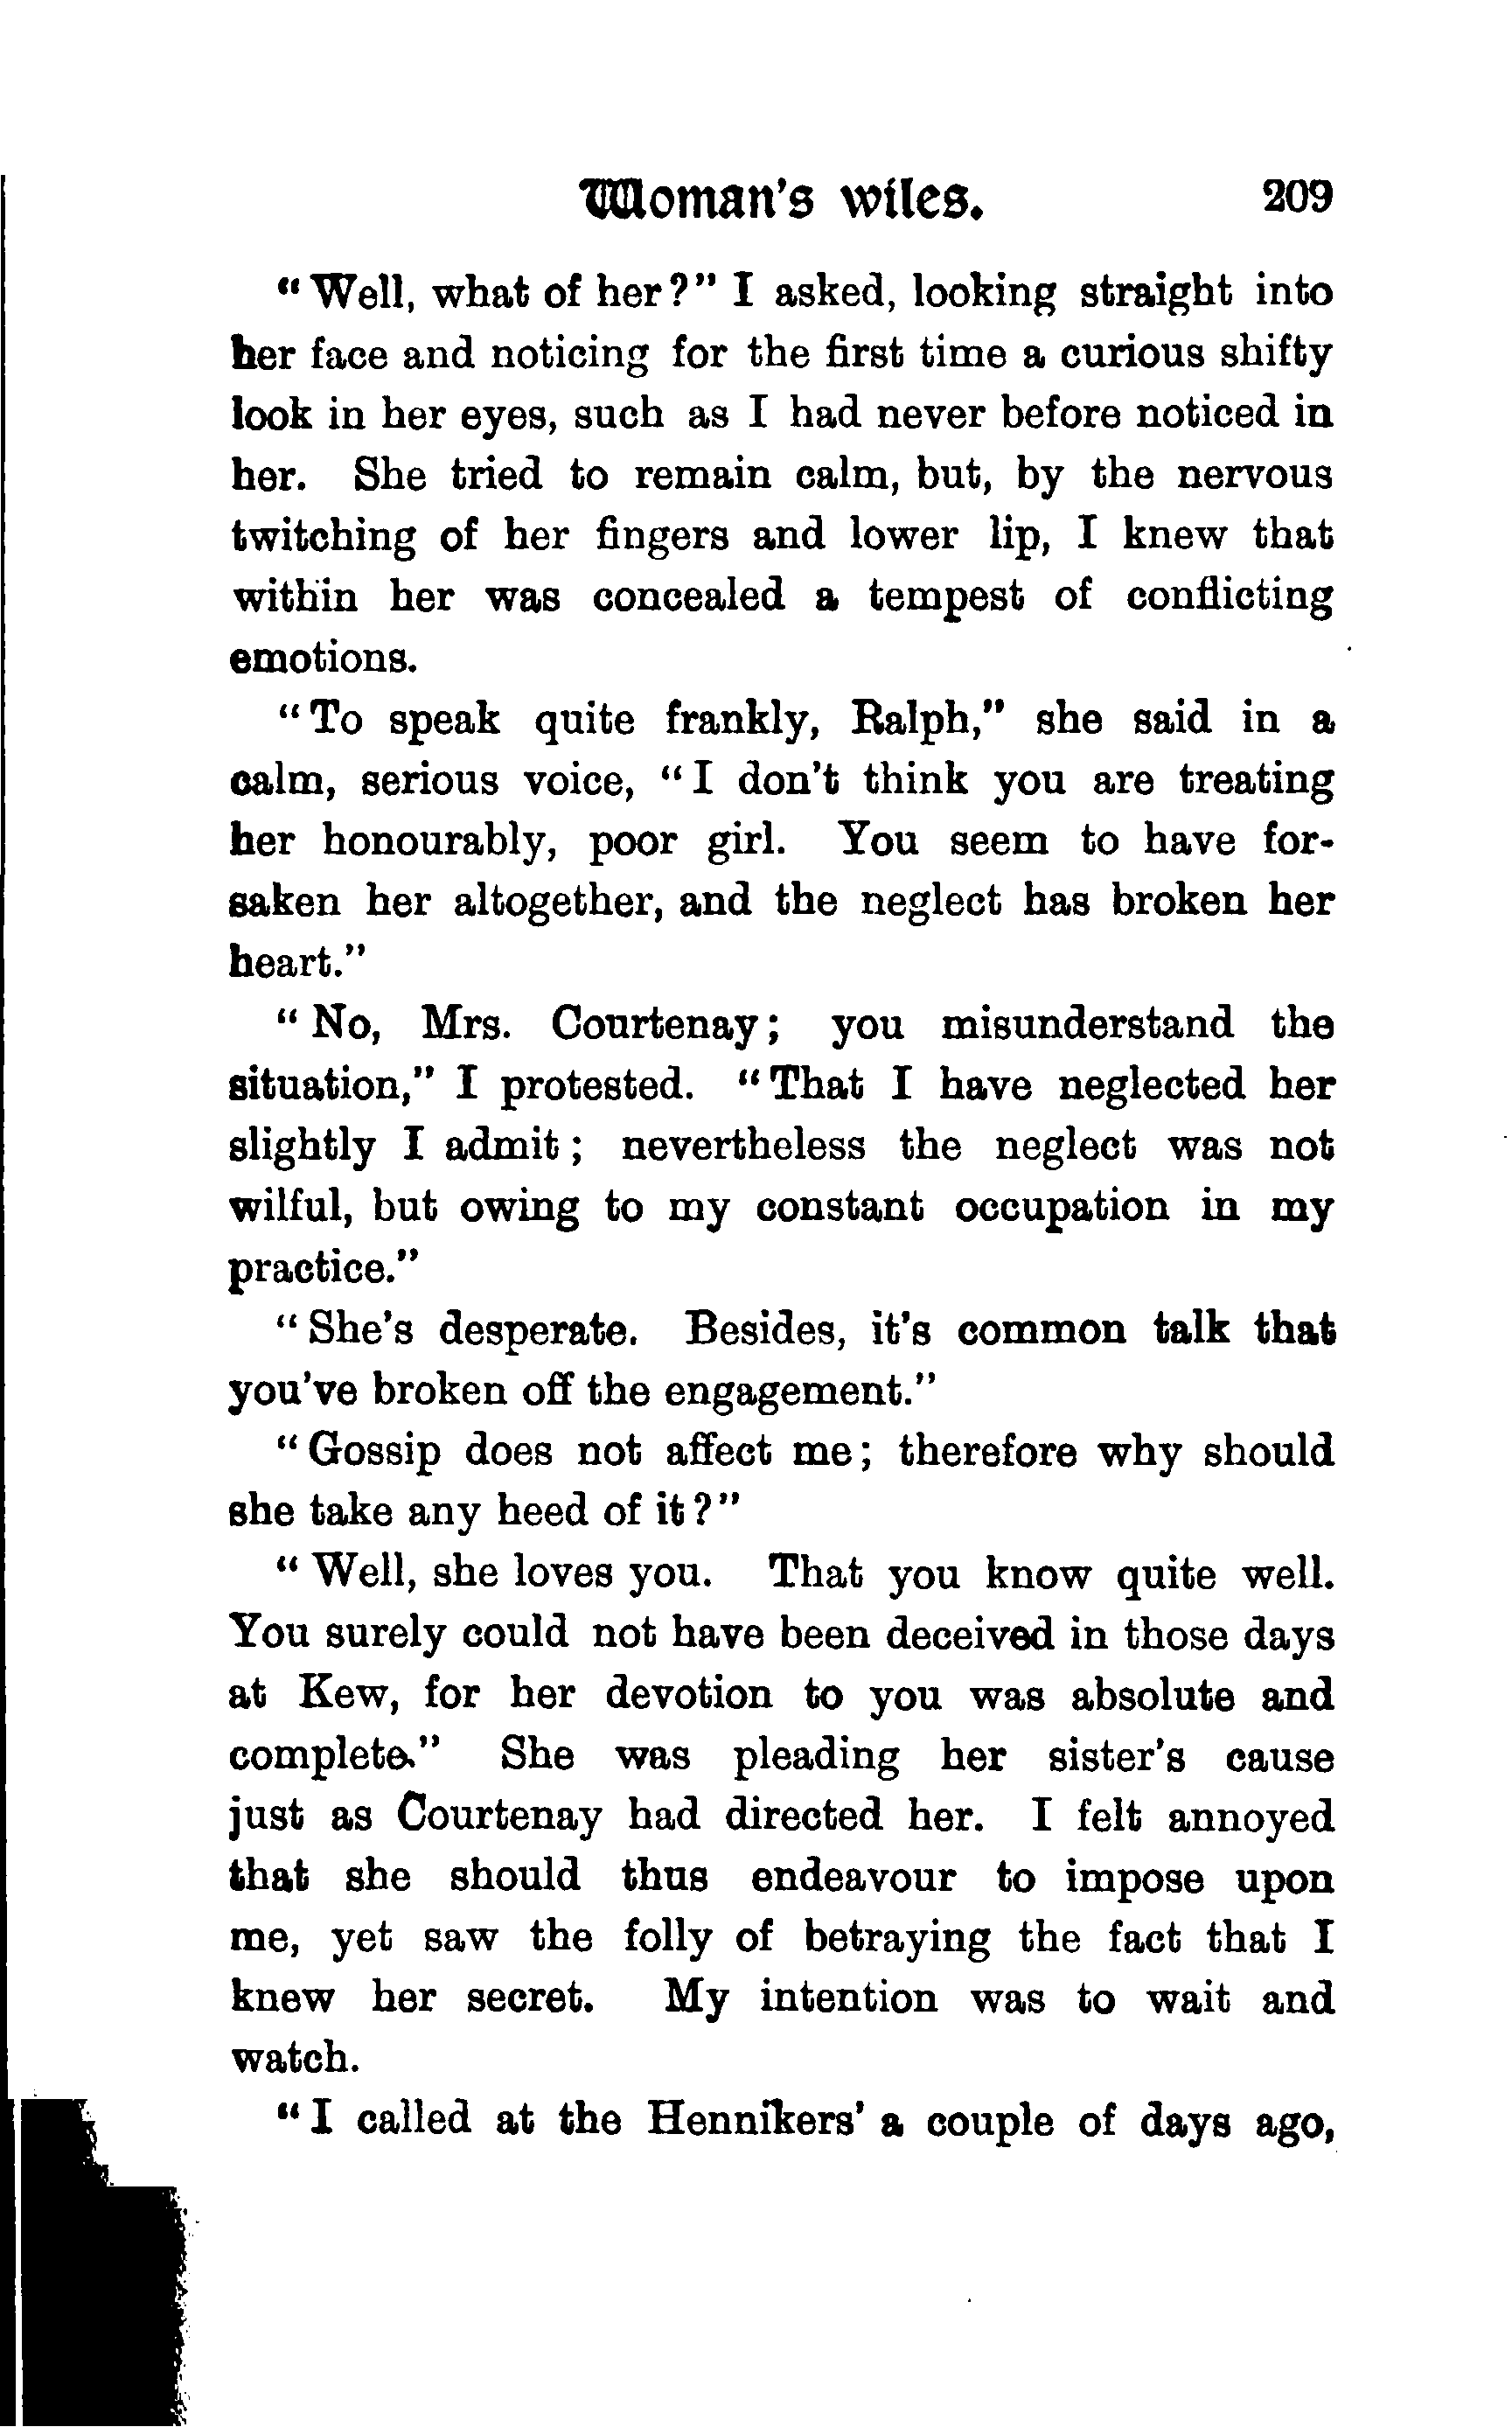 Woman's wiles. 209
"Well, what of her?" I asked, looking straight into
her face and noticing for the first time a curious shifty
look in her eyes, such as I had never before noticed in
her. She tried to remain calm, but, by the nervous
twitching of her fingers and lower lip, I knew that
within her was concealed a tempest of conflicting
emotions.
"To speak quite frankly, Ralph," she said in a
calm, serious voice, "I don't think you are treating
her honourably, poor girl. You seem to have for-
saken her altogether, and the neglect has broken her
heart."
"No, Mrs. Courtenay; you misunderstand the
situation," I protested. "That I have neglected her
slightly I admit; nevertheless the neglect was not
wilful, but owing to my constant occupation in my
practice."
"She's desperate. Besides, it's common talk that
you've broken off the engagement."
"Gossip does not affect me; therefore why should
she take any heed of it?"
"Well, she loves you. That you know quite well.
You surely could not have been deceived in those days
at Kew, for her devotion to you was absolute and
complete." She was pleading her sister's cause
just as Courtenay had directed her. I felt annoyed
that she should thus endeavour to impose upon
me, yet saw the folly of betraying the fact that I
knew her secret. My intention was to wait and
watch.
"I called at the Hennikers' a couple of days ago,